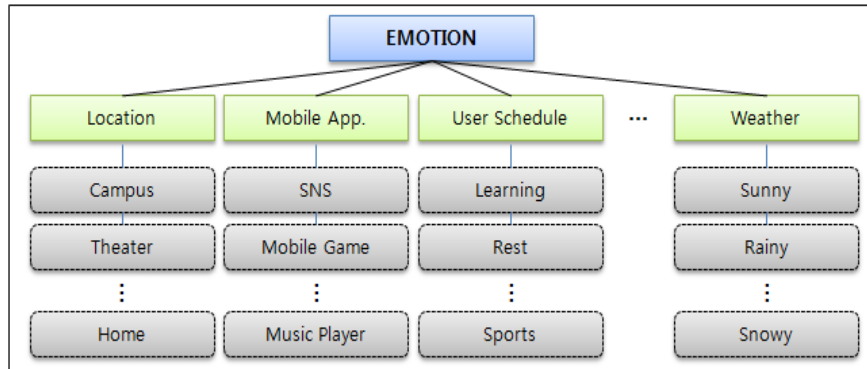 EMOTION
Location Mobile App. User Schedule ... Weather
Campus SNS Learning Sunny
Theater Mobile Game Rest Rainy
Home Music Player Sports Snowy